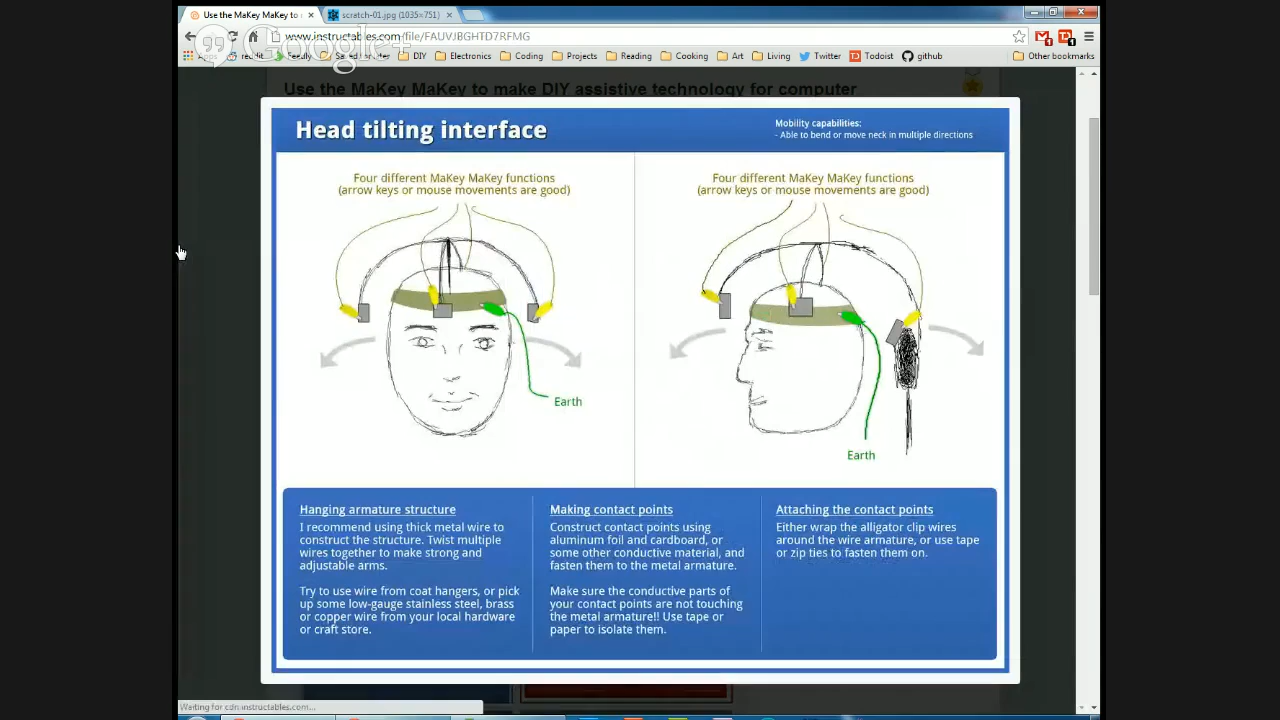 Use the MaKey MaKey to
scratch-01.jpg (1035×751)
www.instructables.com/file/FAUVJBGHTD7RFMG
Google+
Apps reddit Feedly DIY Electronics Coding Projects Reading Cooking Art Living Twitter Todoist github Other bookmarks
Use the MaKey MaKey to make DIY assistive technology for computer
Head tilting interface
Mobility capabilities:
- Able to bend or move neck in multiple directions
Four different MaKey MaKey functions
(arrow keys or mouse movements are good)
Earth
Four different MaKey MaKey functions
(arrow keys or mouse movements are good)
Earth
Hanging armature structure
I recommend using thick metal wire to
construct the structure. Twist multiple
wires together to make strong and
adjustable arms.
Try to use wire from coat hangers, or pick
up some low-gauge stainless steel, brass
or copper wire from your local hardware
or craft store.
Making contact points
Construct contact points using
aluminum foil and cardboard, or
some other conductive material, and
fasten them to the metal armature.
Make sure the conductive parts of
your contact points are not touching
the metal armature!! Use tape or
paper to isolate them.
Attaching the contact points
Either wrap the alligator clip wires
around the wire armature, or use tape
or zip ties to fasten them on.
Waiting for cdn.instructables.com...